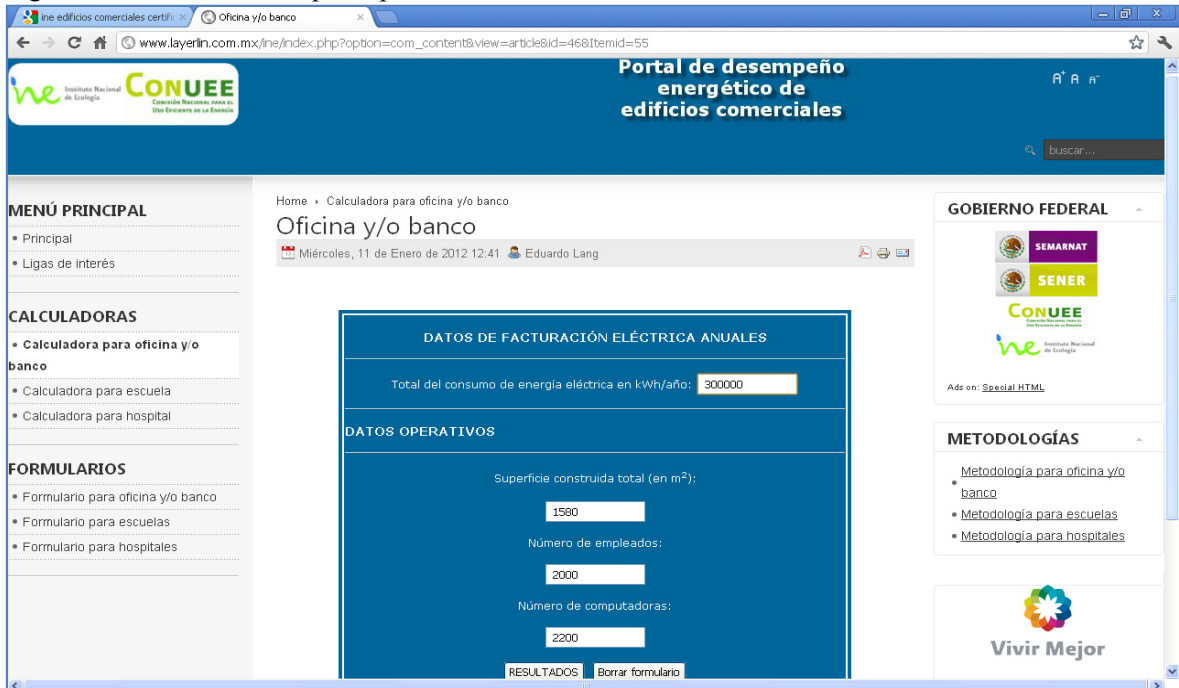 ine edificios comerciales certifi
Oficina y/o banco
www.layerlin.com.mx/ine/index.php?option=com_content&view=article&id=46&Itemid=55
ine Instituto Nacional de Ecología
CONUEE
Comisión Nacional para el
Uso Eficiente de la Energía
Portal de desempeño
energético de
edificios comerciales
A+ A A-
buscar...
MENÚ PRINCIPAL
• Principal
• Ligas de interés
CALCULADORAS
• Calculadora para oficina y/o
banco
• Calculadora para escuela
• Calculadora para hospital
FORMULARIOS
• Formulario para oficina y/o banco
• Formulario para escuelas
• Formulario para hospitales
Home › Calculadora para oficina y/o banco
Oficina y/o banco
Miércoles, 11 de Enero de 2012 12:41 Eduardo Lang
DATOS DE FACTURACIÓN ELÉCTRICA ANUALES
Total del consumo de energía eléctrica en kWh/año: 300000
DATOS OPERATIVOS
Superficie construida total (en m²):
1580
Número de empleados:
2000
Número de computadoras:
2200
RESULTADOS Borrar formulario
GOBIERNO FEDERAL
SEMARNAT
SENER
CONUEE
ine Instituto Nacional de Ecología
Ads on: Special HTML
METODOLOGÍAS
• Metodología para oficina y/o
banco
• Metodología para escuelas
• Metodología para hospitales
Vivir Mejor